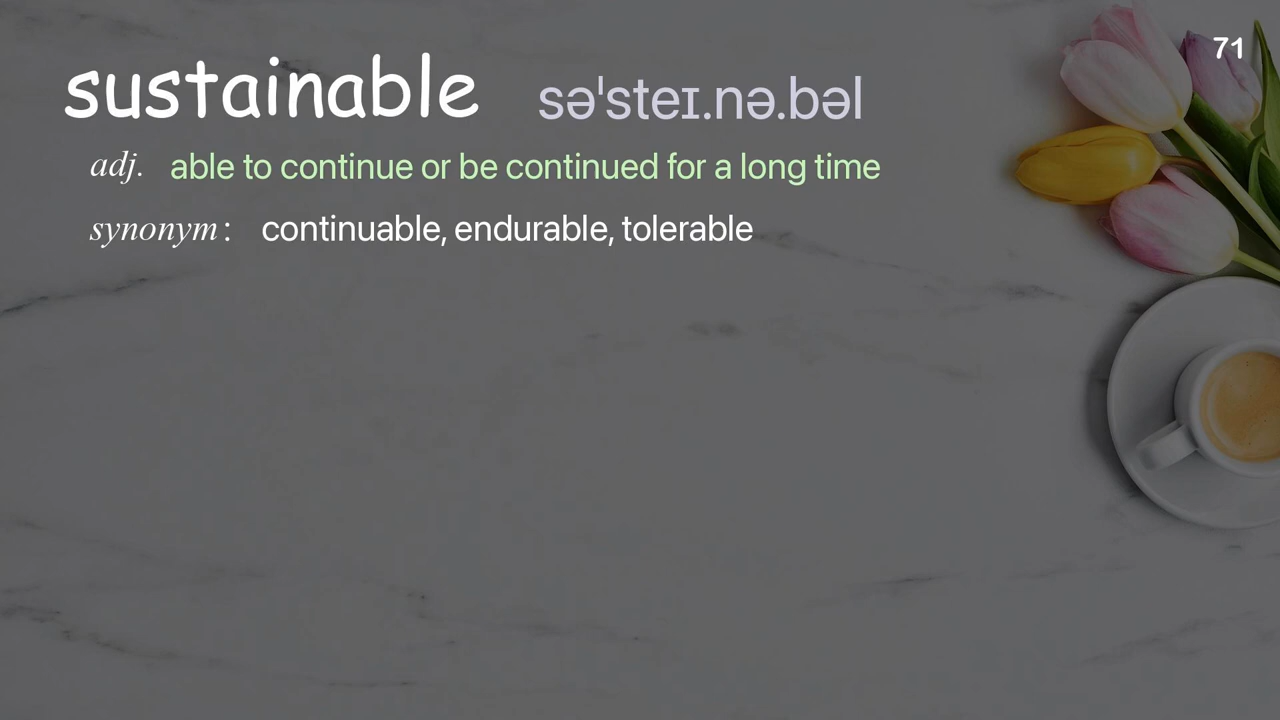 71
sustainable səˈsteɪ.nə.bəl
adj. able to continue or be continued for a long time
synonym : continuable, endurable, tolerable